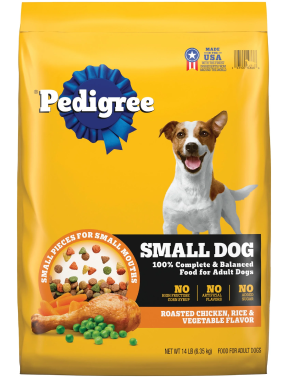 MADE
IN THE
USA
Pedigree
SMALL PIECES FOR SMALL MOUTHS
SMALL DOG
100% Complete & Balanced
Food for Adult Dogs
NO
HIGH FRUCTOSE
CORN SYRUP
NO
ARTIFICIAL
FLAVORS
NO
ADDED
SUGAR
ROASTED CHICKEN, RICE &
VEGETABLE FLAVOR
NET WT 14 LB (6.35 KG)
FOOD FOR ADULT DOGS